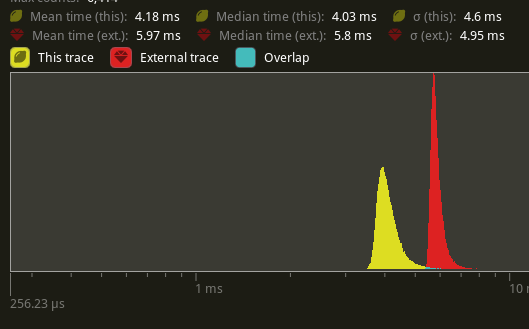 Mean time (this): 4.18 ms Median time (this): 4.03 ms σ (this): 4.6 ms
Mean time (ext.): 5.97 ms Median time (ext.): 5.8 ms σ (ext.): 4.95 ms
This trace External trace Overlap
1 ms 10
256.23 µs